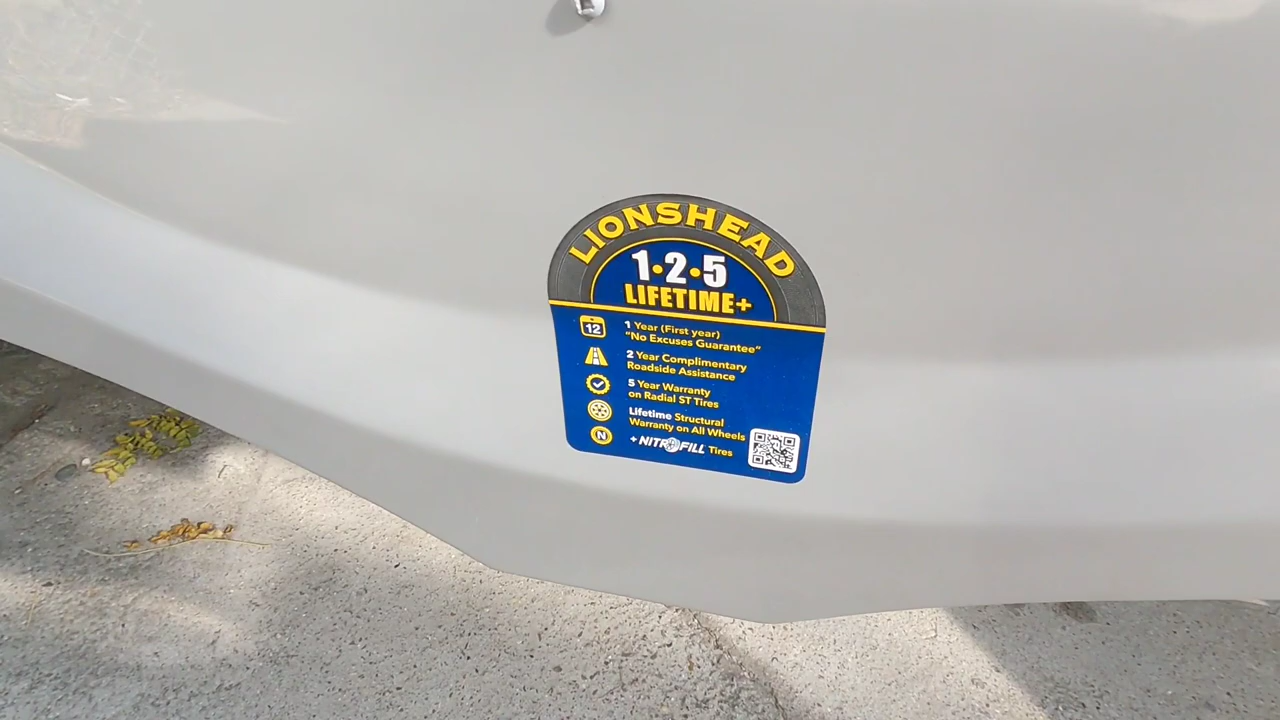 LIONSHEAD
1•2•5
LIFETIME+
12
1 Year (First year)
"No Excuses Guarantee"
2 Year Complimentary
Roadside Assistance
5 Year Warranty
on Radial ST Tires
Lifetime Structural
Warranty on All Wheels
N
+ NITROFILL Tires